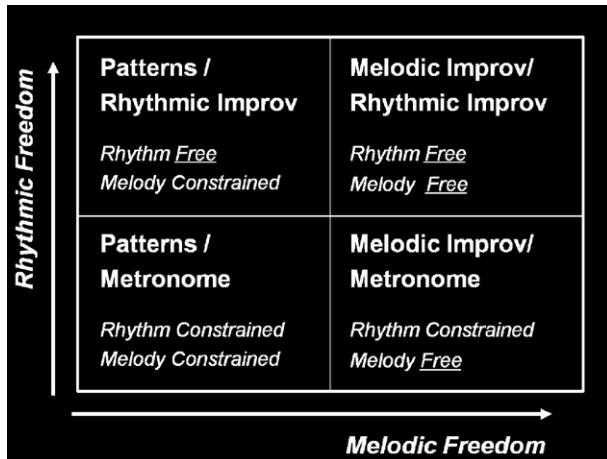 Rhythmic Freedom
Patterns /
Rhythmic Improv
Rhythm Free
Melody Constrained
Melodic Improv/
Rhythmic Improv
Rhythm Free
Melody Free
Patterns /
Metronome
Rhythm Constrained
Melody Constrained
Melodic Improv/
Metronome
Rhythm Constrained
Melody Free
Melodic Freedom